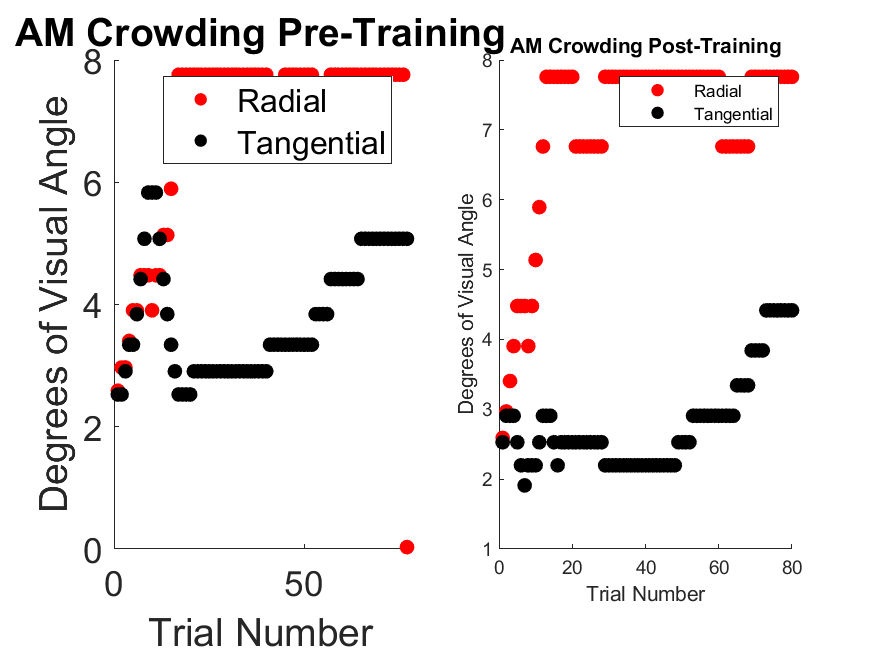 AM Crowding Pre-Training
8
6
4
2
0
0
50
Degrees of Visual Angle
Trial Number
Radial
Tangential
AM Crowding Post-Training
8
7
6
5
4
3
2
1
0
20
40
60
80
Degrees of Visual Angle
Trial Number
Radial
Tangential